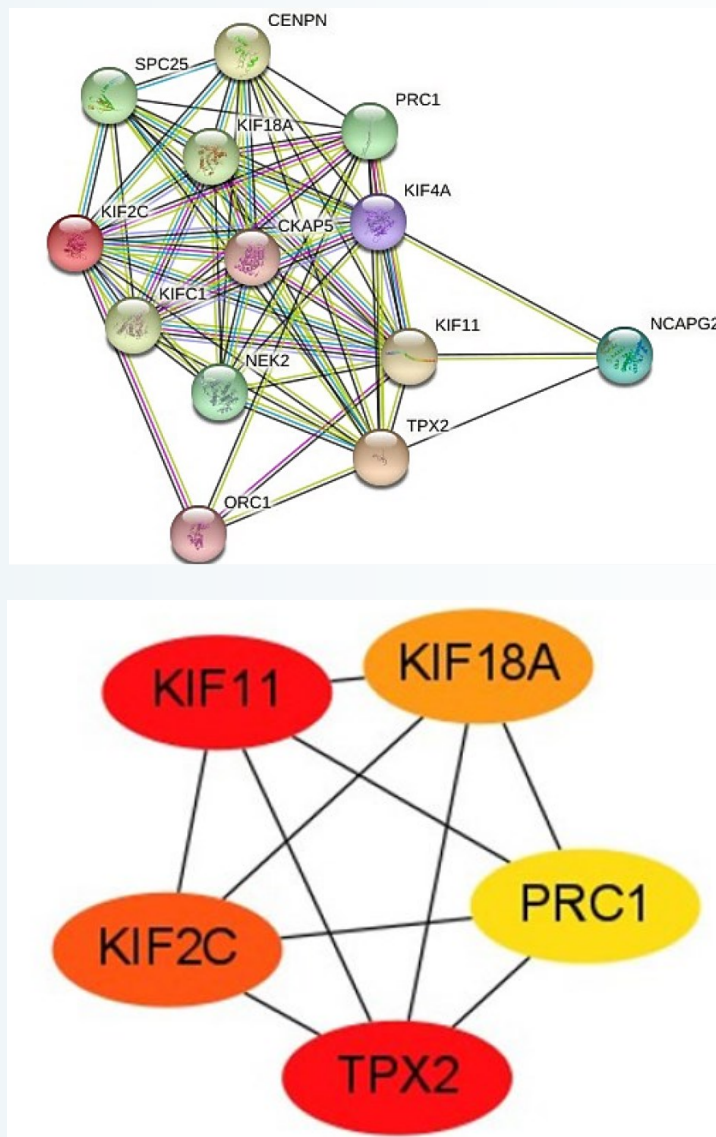 CENPN
SPC25
PRC1
KIF18A
KIF4A
KIF2C
CKAP5
KIFC1
KIF11
NCAPG2
NEK2
TPX2
ORC1
KIF11
KIF18A
PRC1
KIF2C
TPX2